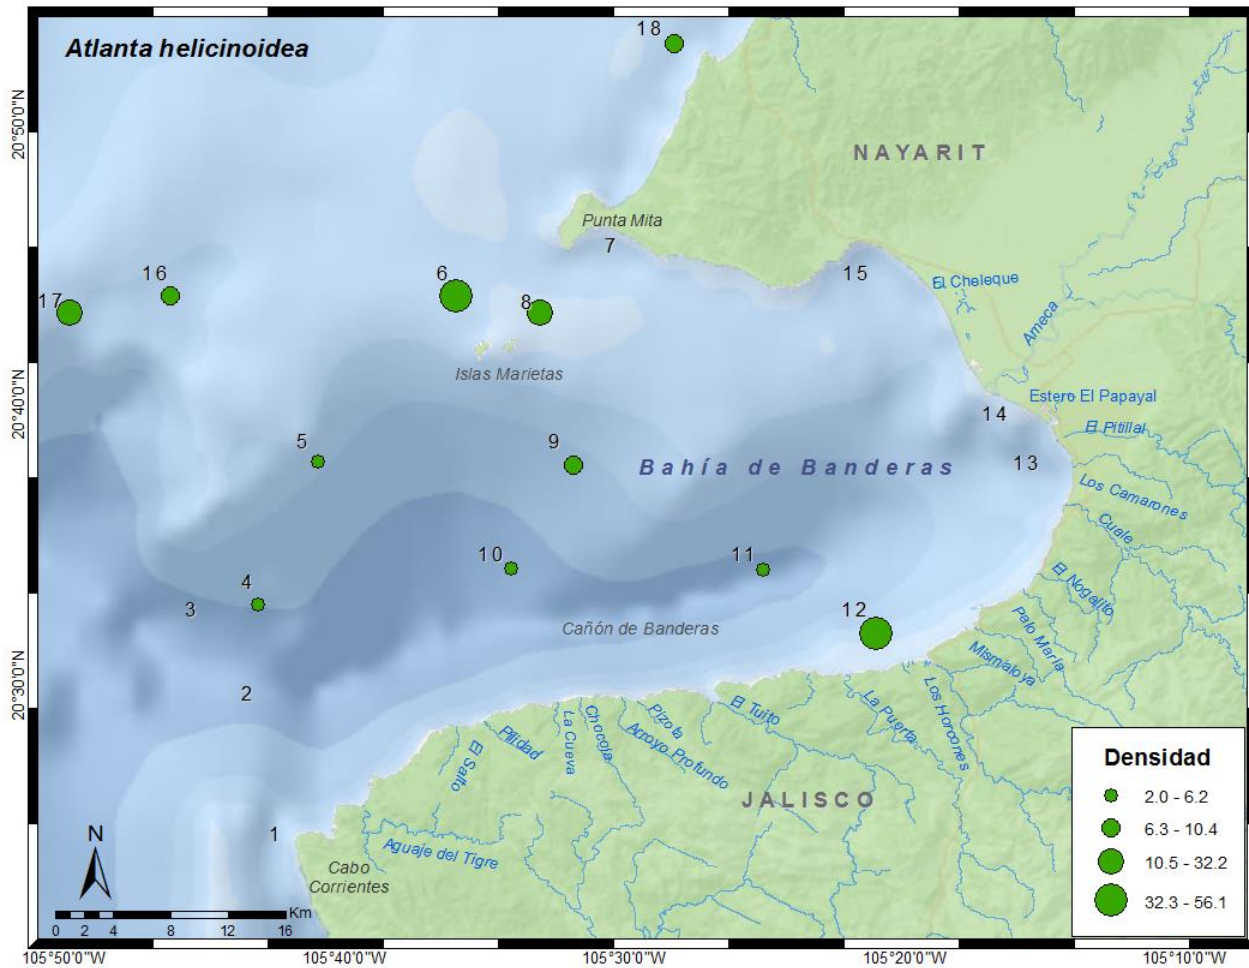 Atlanta helicinoidea
18
20°50'0"N
NAYARIT
Punta Mita
7
16
6
15
17
8
El Cheleque
Ameca
Islas Marietas
20°40'0"N
Estero El Papayal
14
El Pitillal
5
9
Bahía de Banderas
13
Los Camarones
Cuale
10
11
4
El Nogalito
3
12
Palo María
Cañón de Banderas
Mismaloya
2
20°30'0"N
La Puerta
Los Horcones
El Tuito
Pizota
Chocola
La Cueva
Arroyo Profundo
Pilidad
El Salto
Densidad
2.0 - 6.2
6.3 - 10.4
10.5 - 32.2
32.3 - 56.1
JALISCO
1
N
Aguaje del Tigre
Cabo
Corrientes
Km
0 2 4 8 12 16
105°50'0"W 105°40'0"W 105°30'0"W 105°20'0"W 105°10'0"W